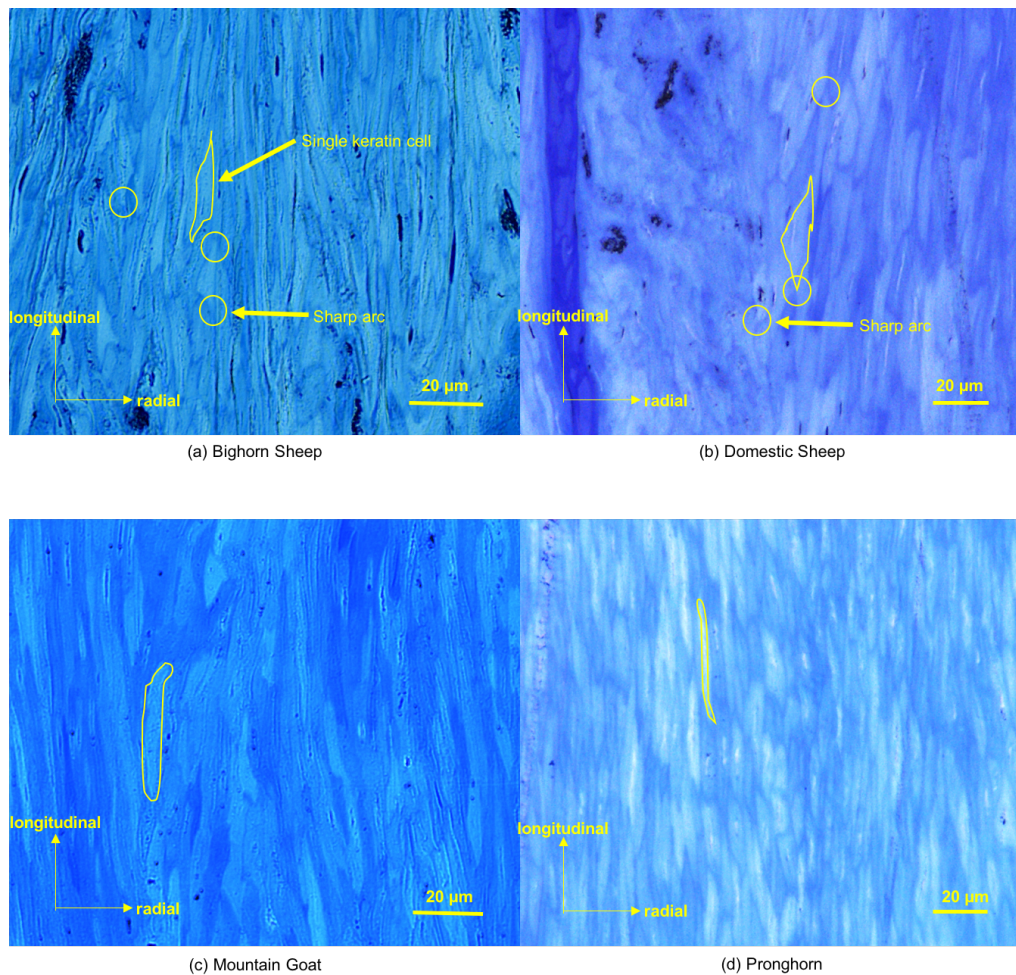 Single keratin cell
Sharp arc
longitudinal
radial
20 µm
(a) Bighorn Sheep
Sharp arc
longitudinal
radial
20 µm
(b) Domestic Sheep
longitudinal
radial
20 µm
(c) Mountain Goat
longitudinal
radial
20 µm
(d) Pronghorn